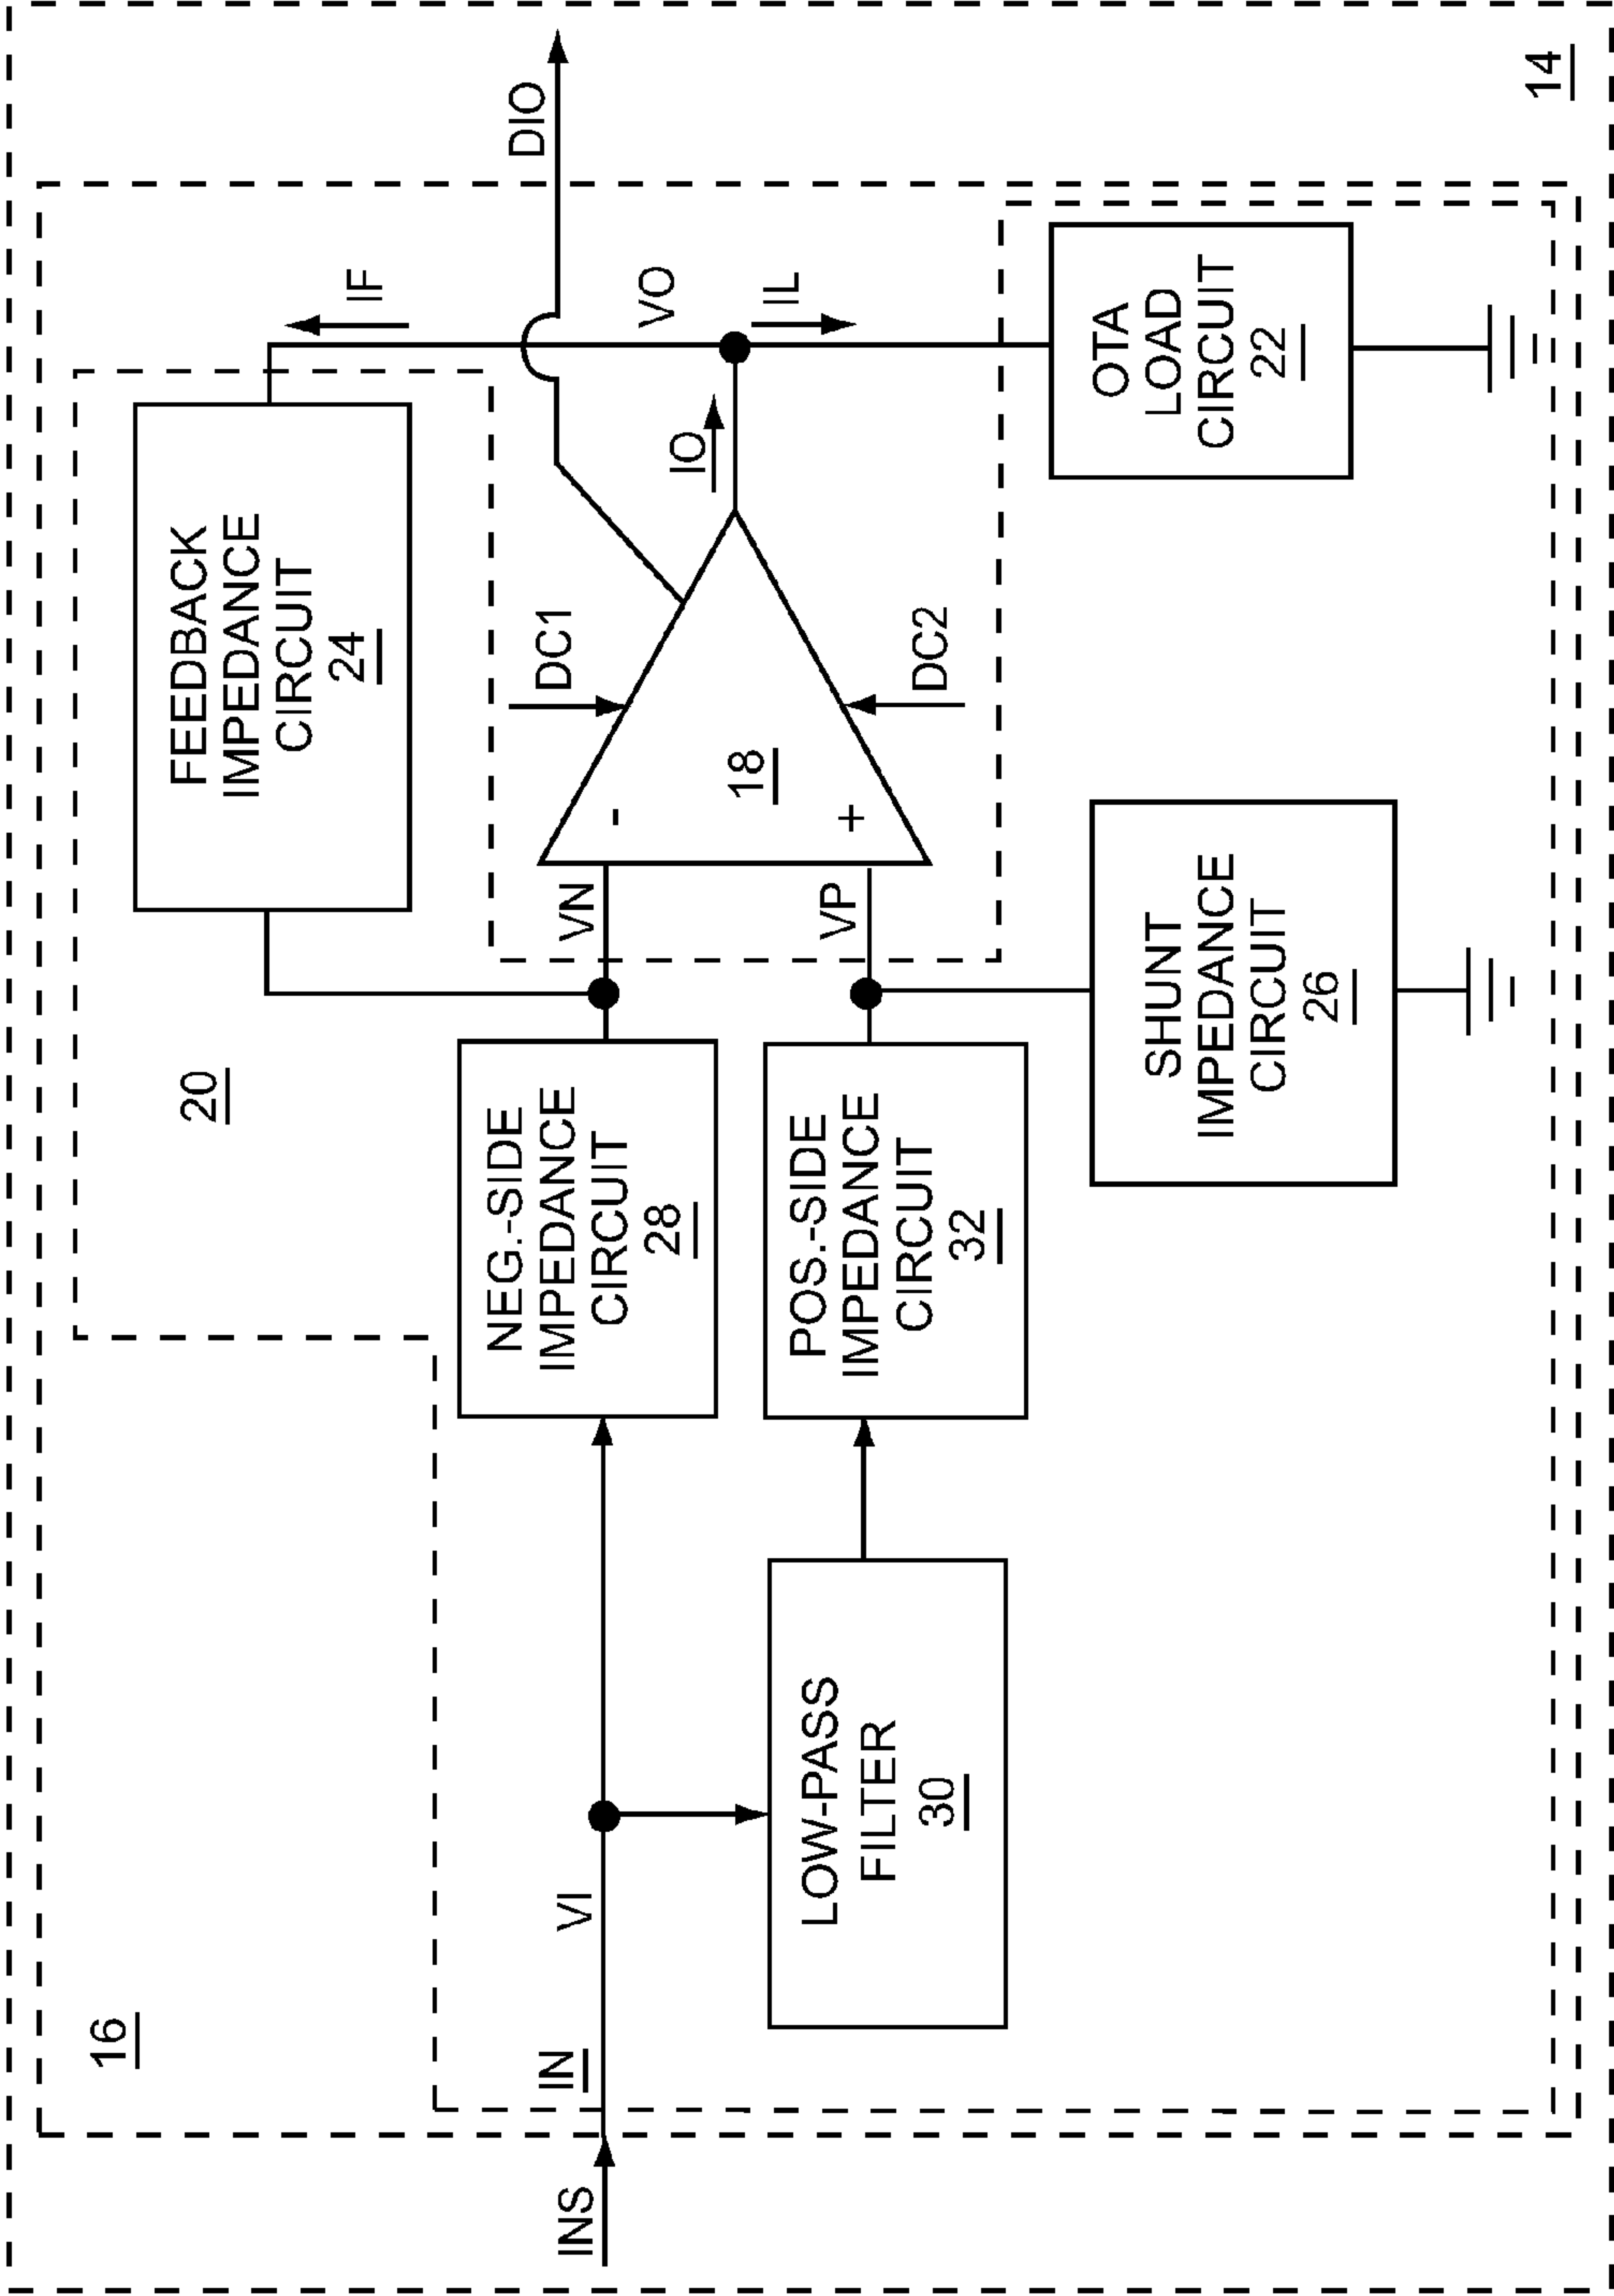 16
20
FEEDBACK
IMPEDANCE
CIRCUIT
24
IF
DIO
INS
IN
VI
NEG.-SIDE
IMPEDANCE
CIRCUIT
28
VN
DC1
-
18
+
IO
VO
IL
LOW-PASS
FILTER
30
POS.-SIDE
IMPEDANCE
CIRCUIT
32
VP
DC2
SHUNT
IMPEDANCE
CIRCUIT
26
OTA
LOAD
CIRCUIT
22
14